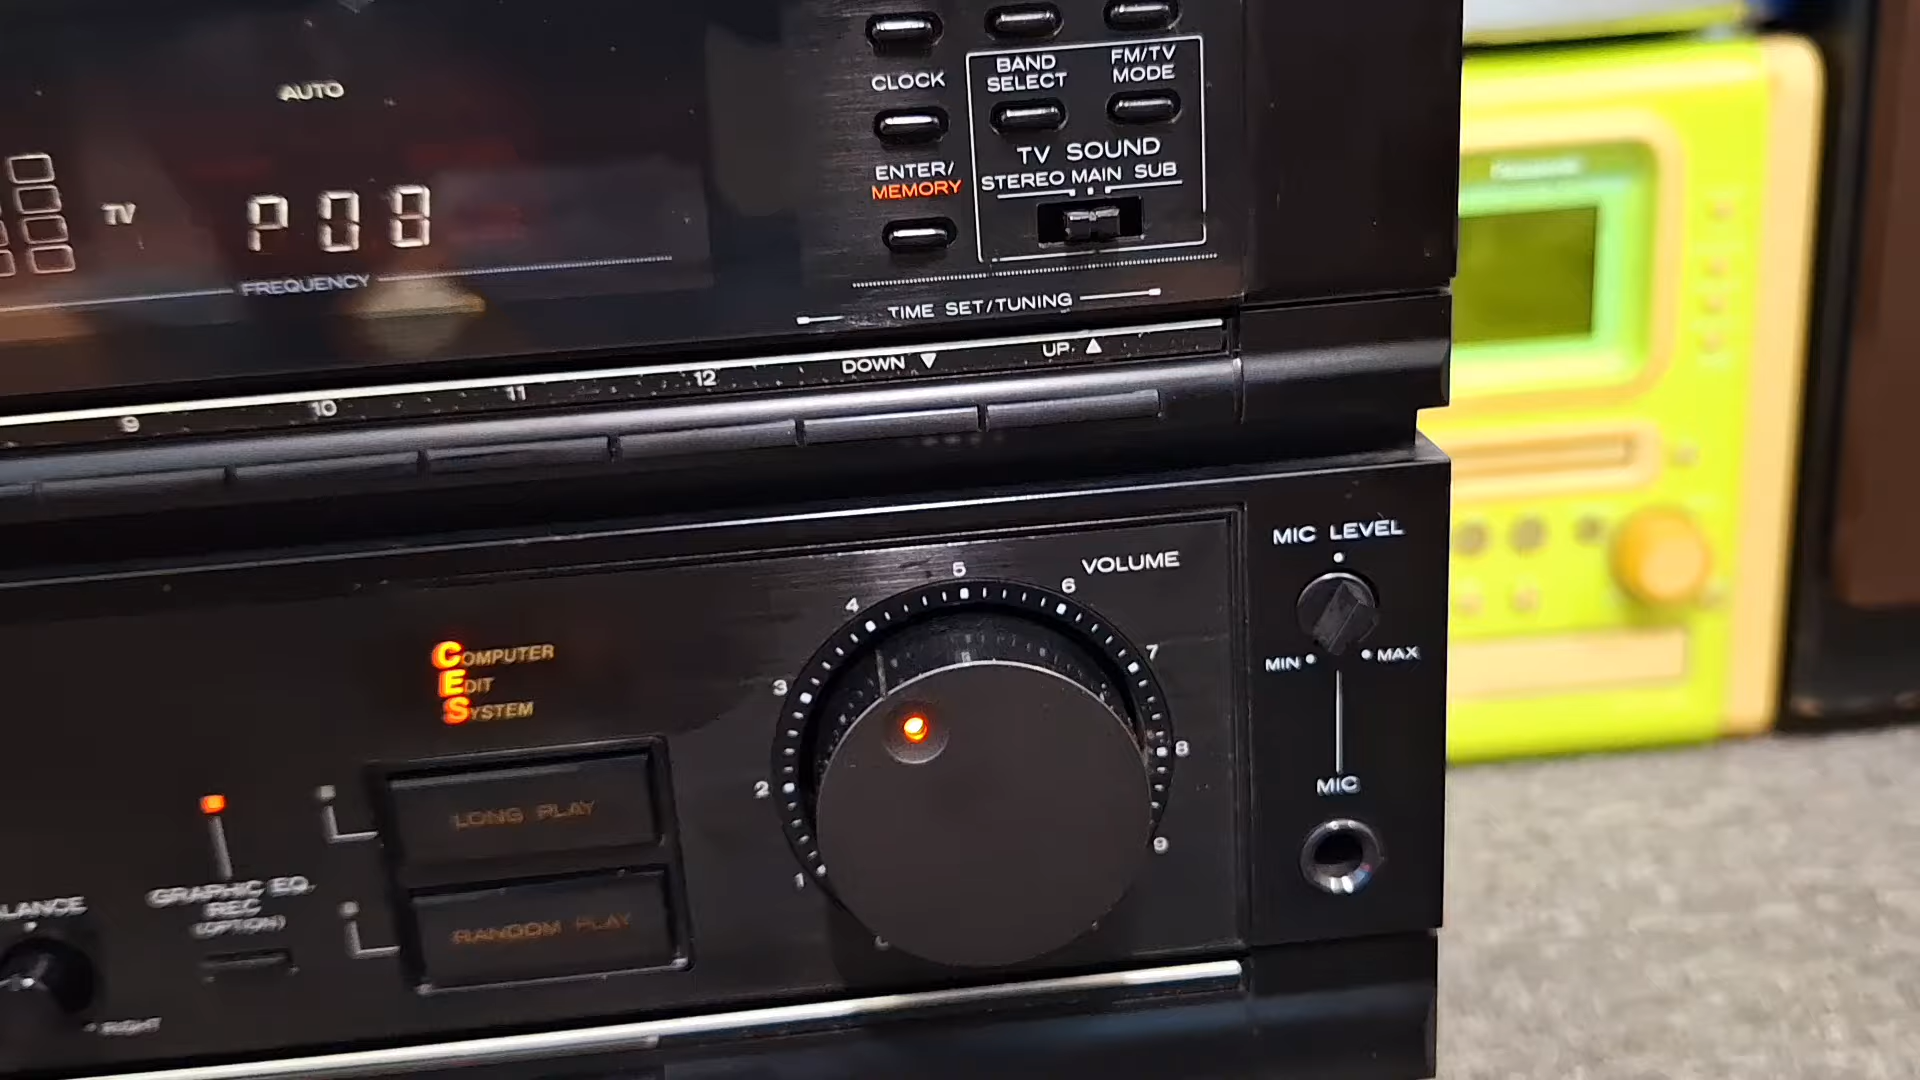 AUTO
TV P00
FREQUENCY
CLOCK
ENTER/
MEMORY
BAND
SELECT
FM/TV
MODE
TV SOUND
STEREO MAIN SUB
TIME SET/TUNING
9 10 11 12 DOWN ▼ UP ▲
VOLUME
1 2 3 4 5 6 7 8 9
MIC LEVEL
MIN MAX
MIC
COMPUTER
EDIT
SYSTEM
LONG PLAY
RANDOM PLAY
GRAPHIC EQ.
REC
(OPTION)
LANCE
RIGHT